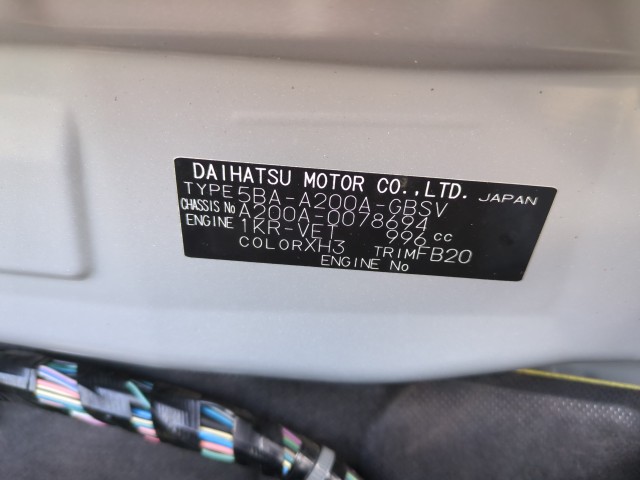 DAIHATSU MOTOR CO.,LTD. JAPAN
TYPE 5BA-A200A-GBSV
CHASSIS No A200A-0078694
ENGINE 1KR-VET 996 cc
COLOR XH3 TRIM FB20
ENGINE No